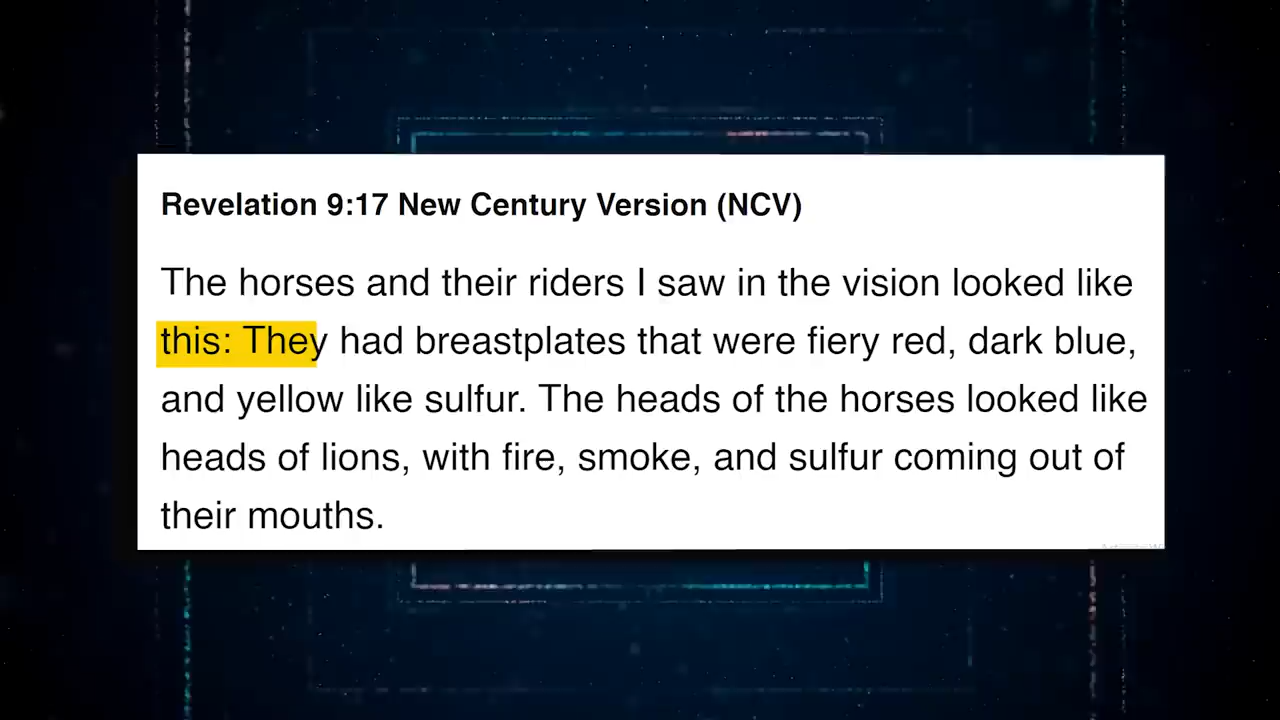 Revelation 9:17 New Century Version (NCV)
The horses and their riders I saw in the vision looked like
this: They had breastplates that were fiery red, dark blue,
and yellow like sulfur. The heads of the horses looked like
heads of lions, with fire, smoke, and sulfur coming out of
their mouths.